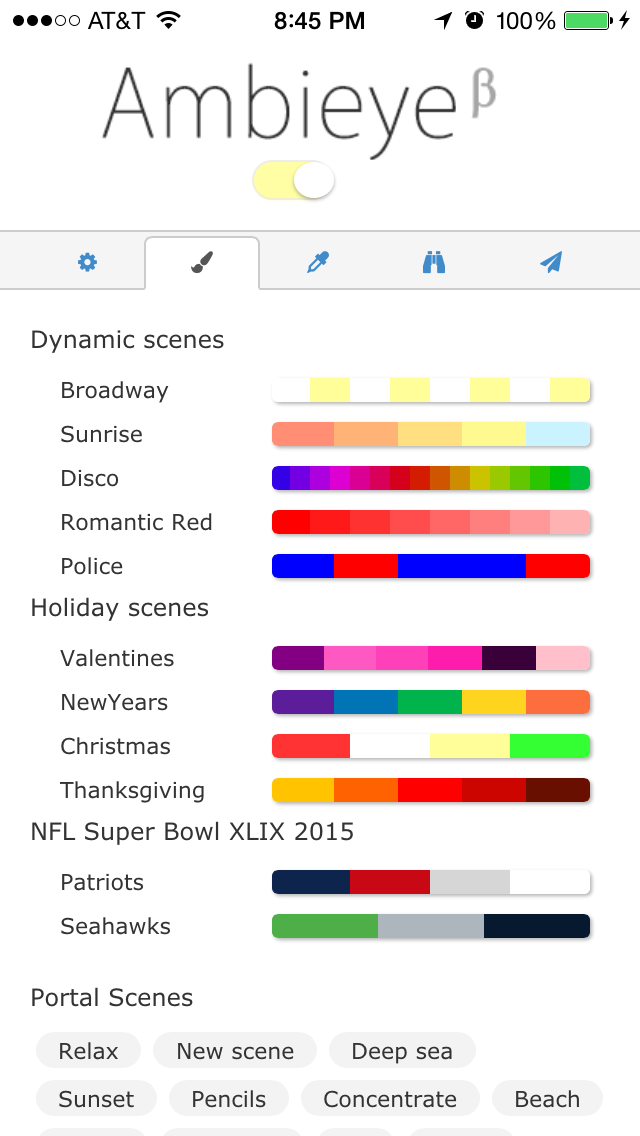 AT&T 8:45 PM 100%
Ambieye β
Dynamic scenes
Broadway
Sunrise
Disco
Romantic Red
Police
Holiday scenes
Valentines
NewYears
Christmas
Thanksgiving
NFL Super Bowl XLIX 2015
Patriots
Seahawks
Portal Scenes
Relax New scene Deep sea
Sunset Pencils Concentrate Beach